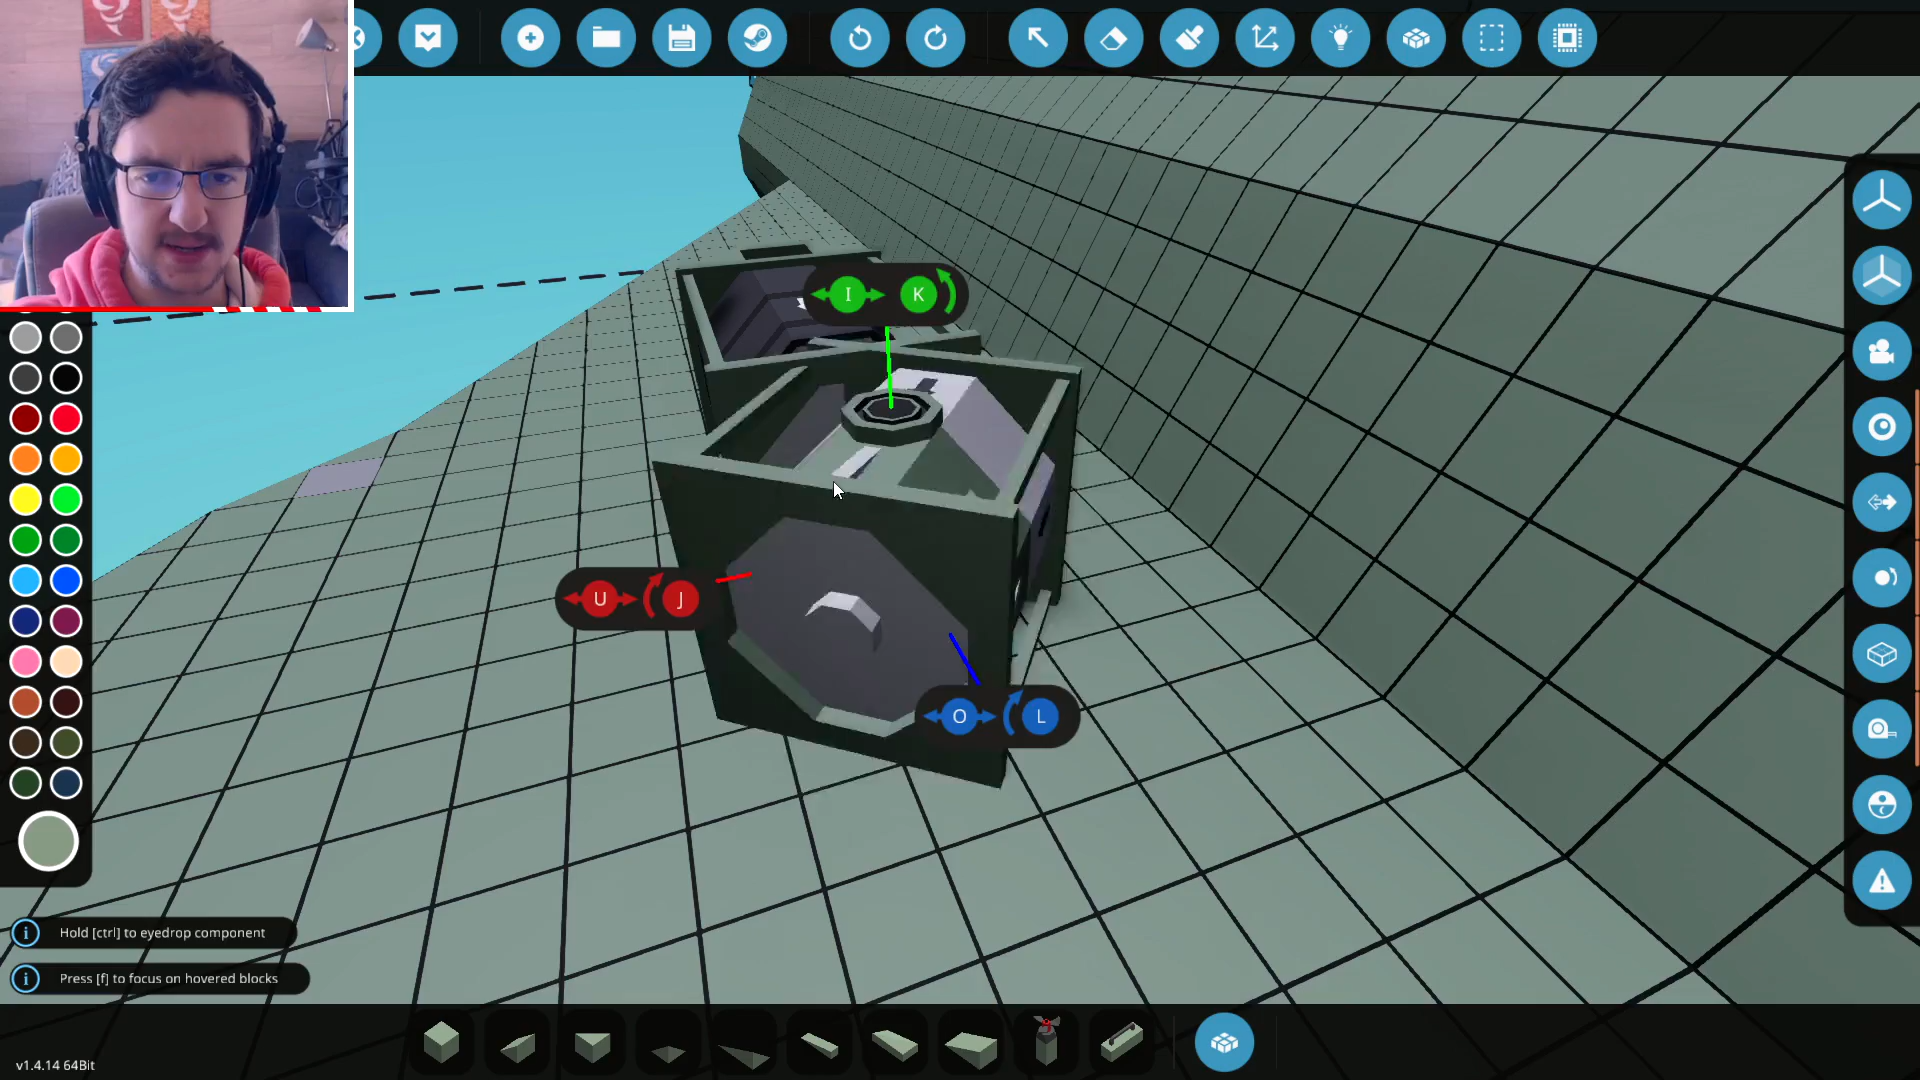 I
K
U
J
O
L
Hold [ctrl] to eyedrop component
Press [f] to focus on hovered blocks
v1.4.14 64Bit